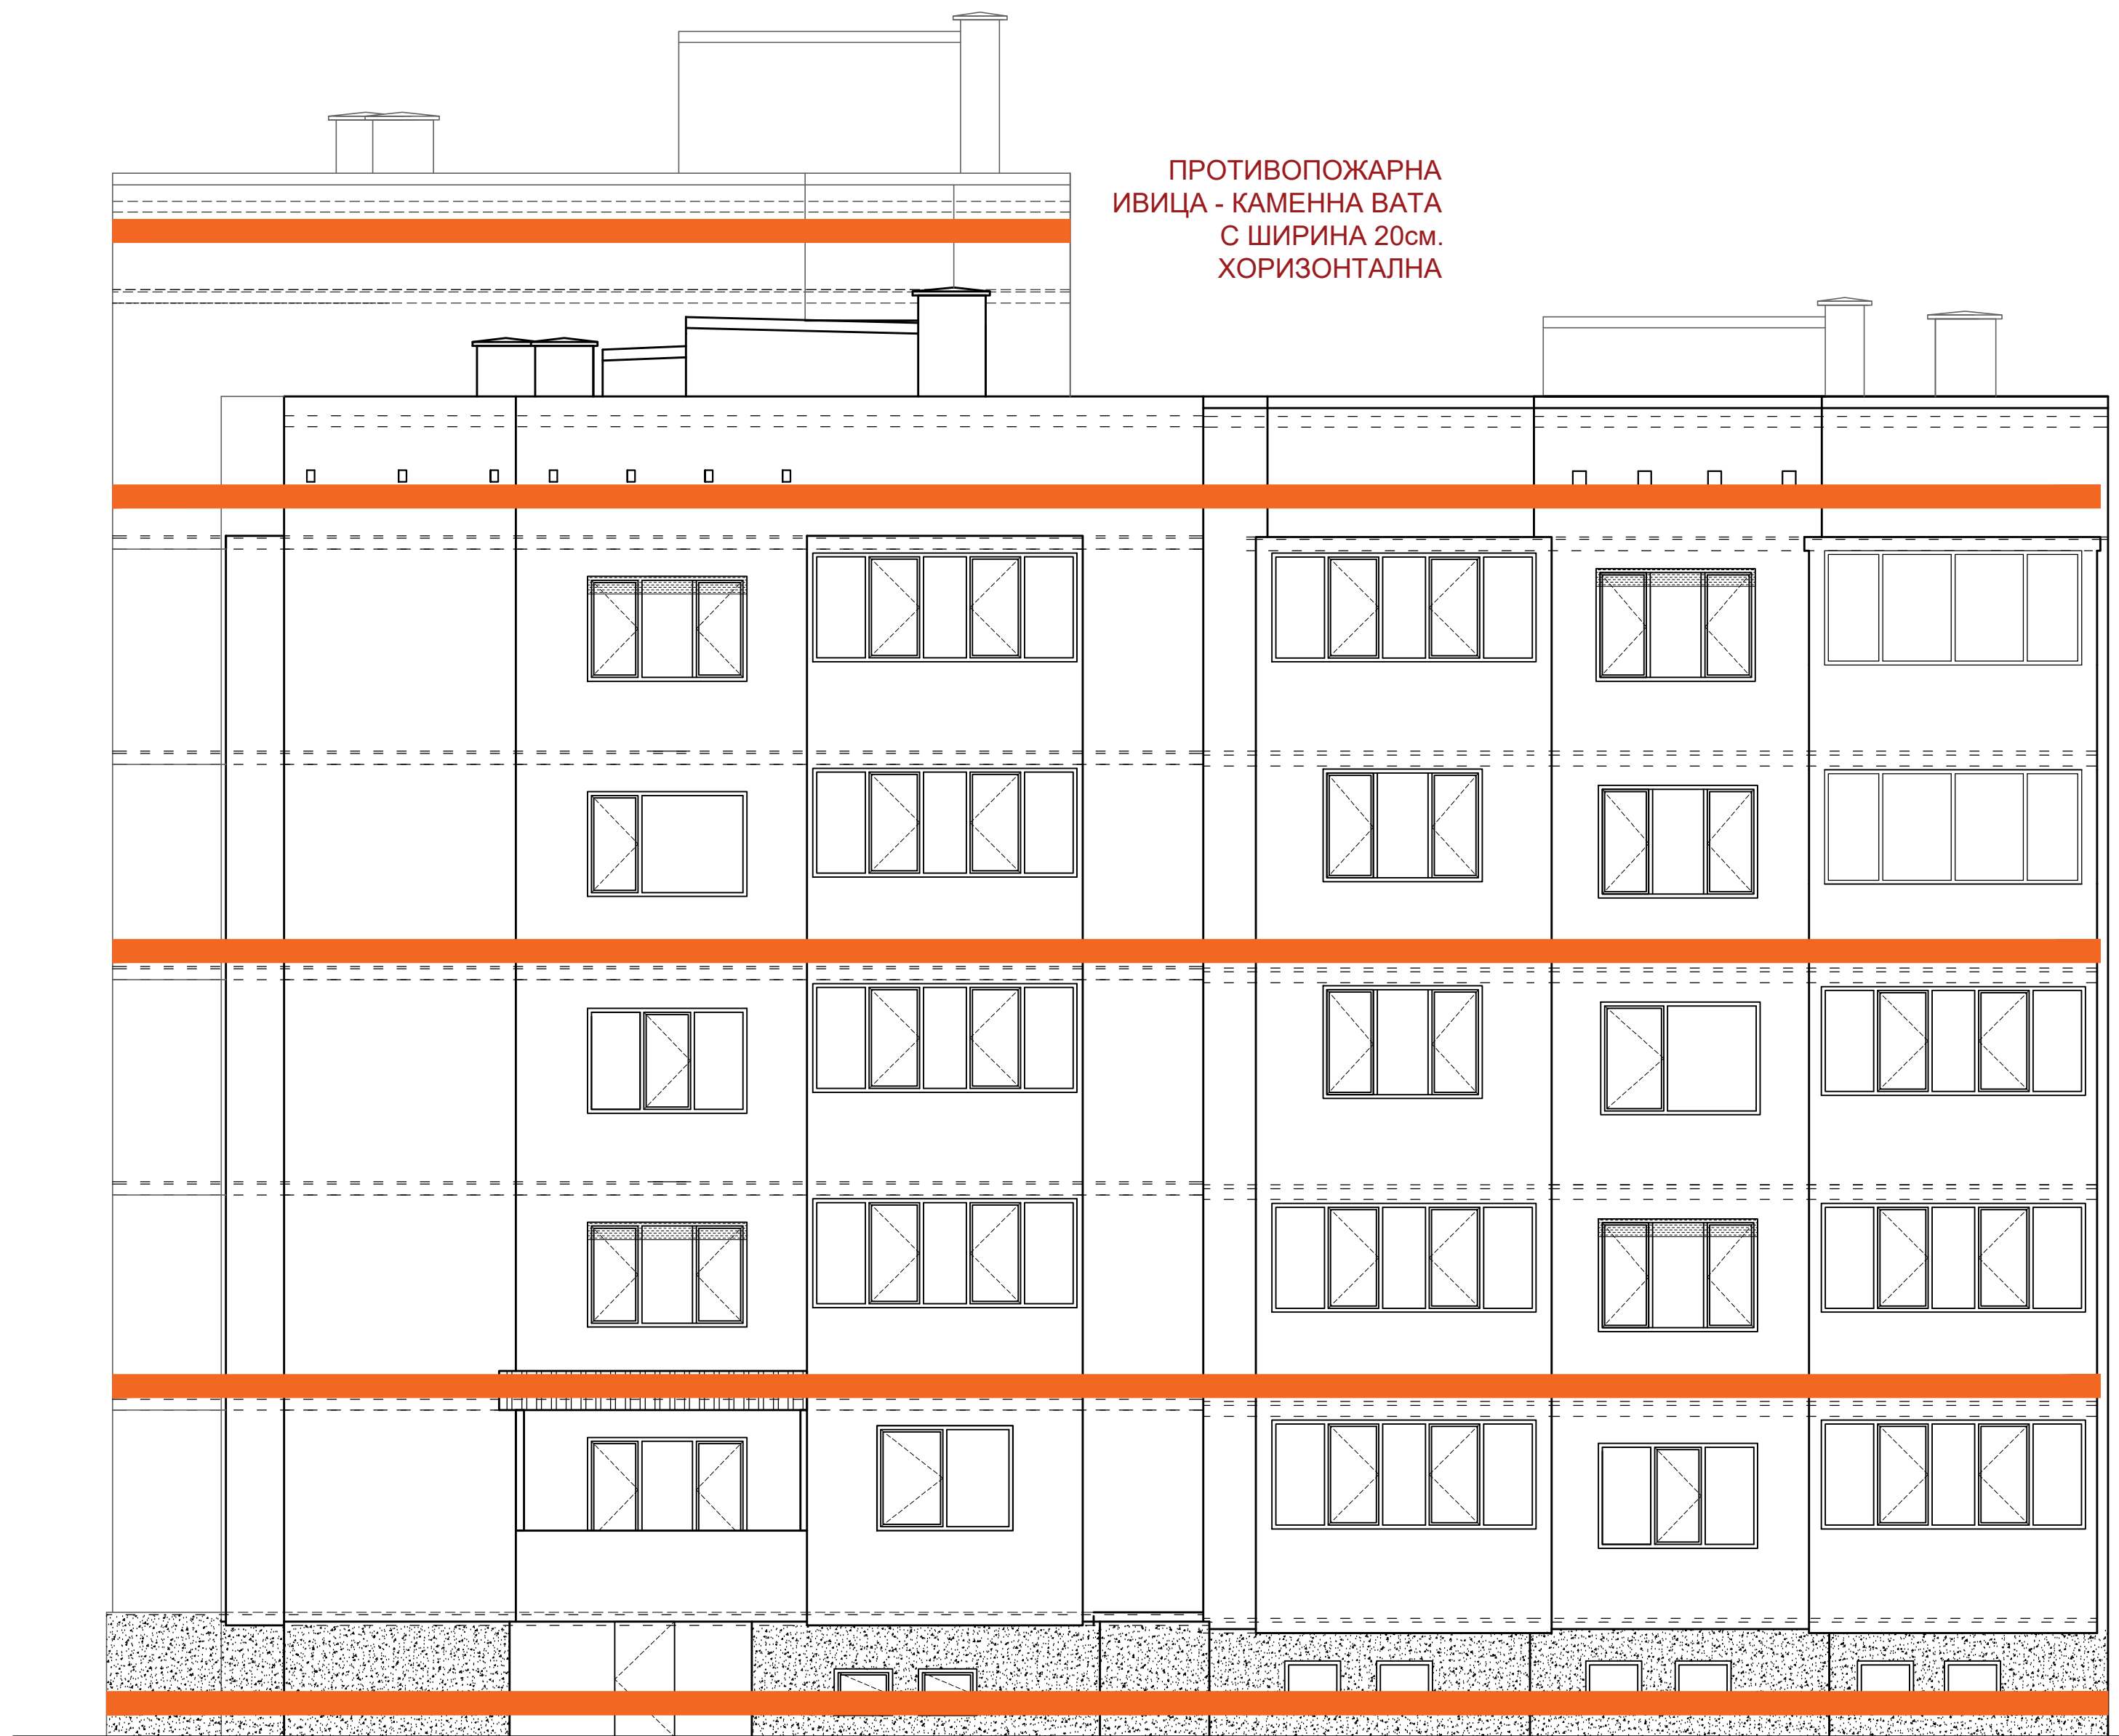 ПРОТИВОПОЖАРНА
ИВИЦА - КАМЕННА ВАТА
С ШИРИНА 20см.
ХОРИЗОНТАЛНА